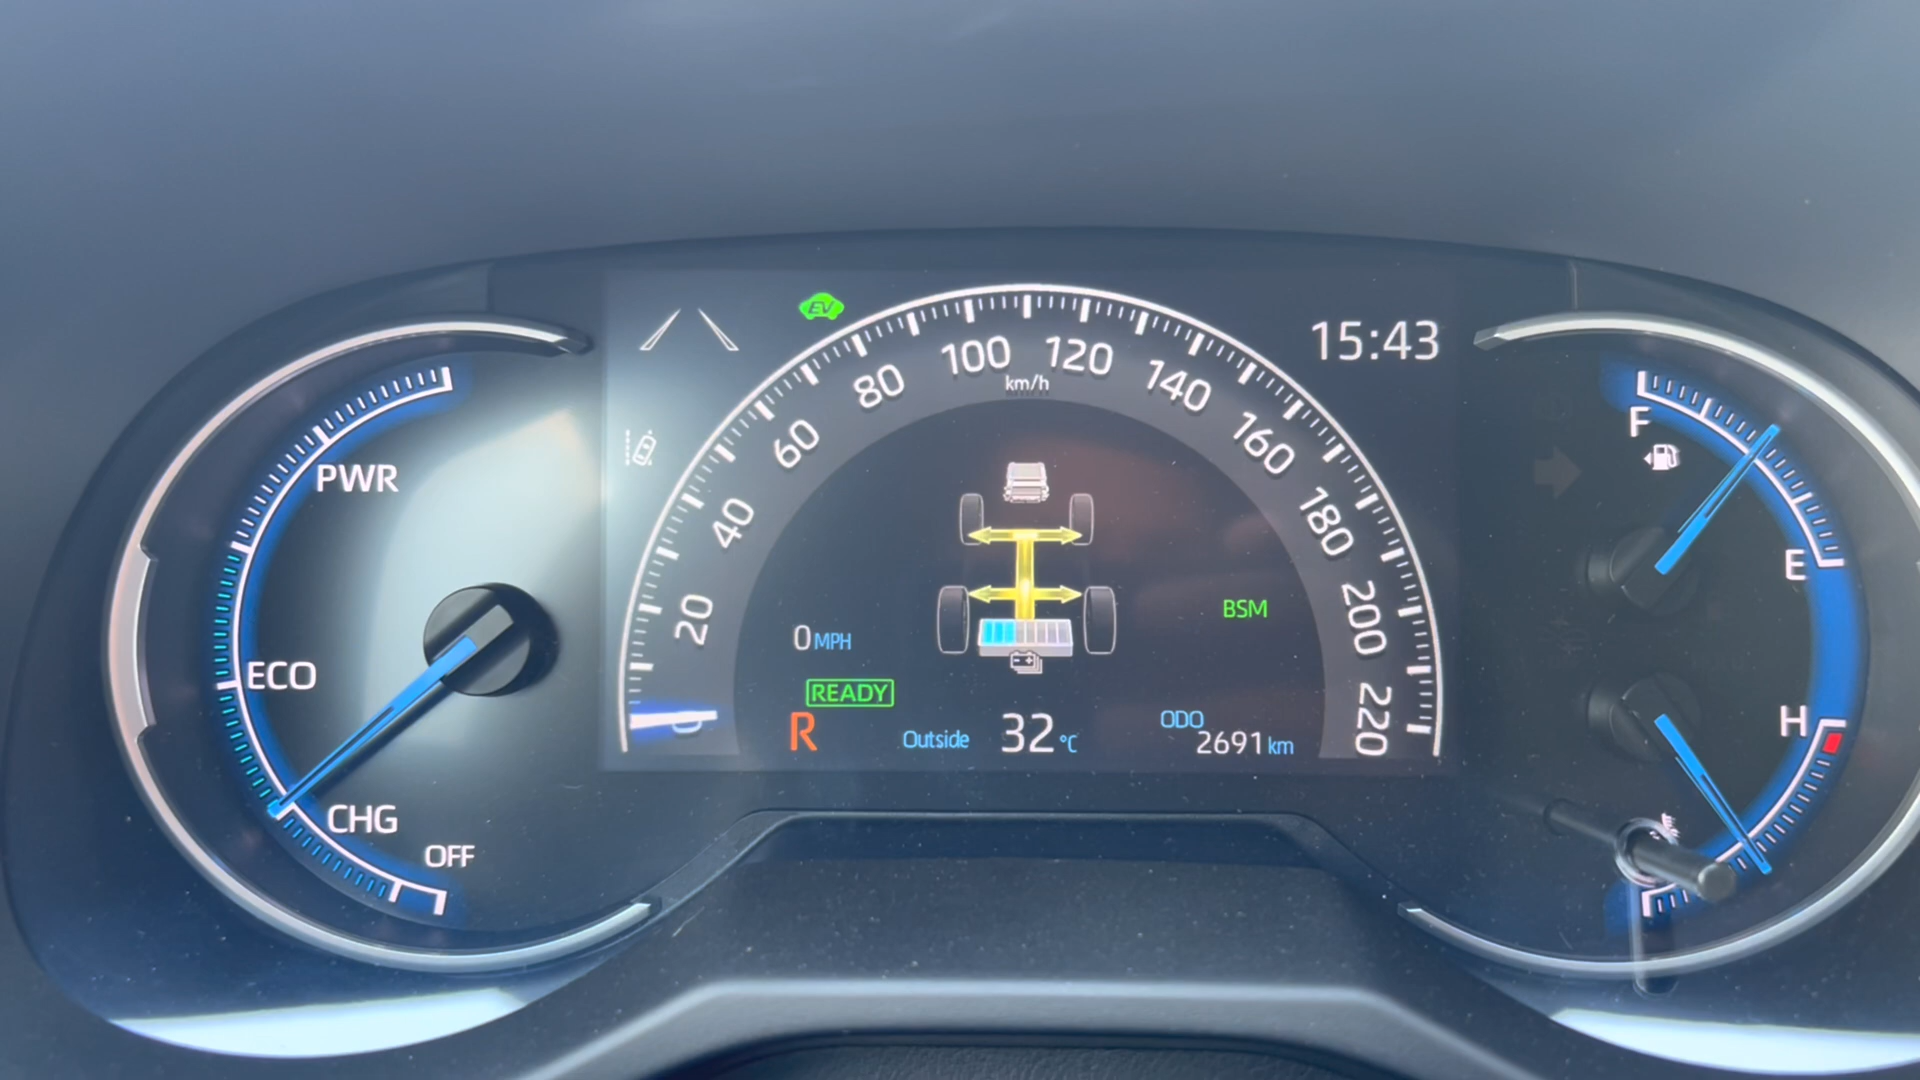 EV
15:43
100 120
km/h
80 140
60 160
40 180
20 200
0 220
PWR
ECO
CHG
OFF
0 MPH
READY
R
Outside 32 °C
BSM
ODO
2691 km
F
E
H